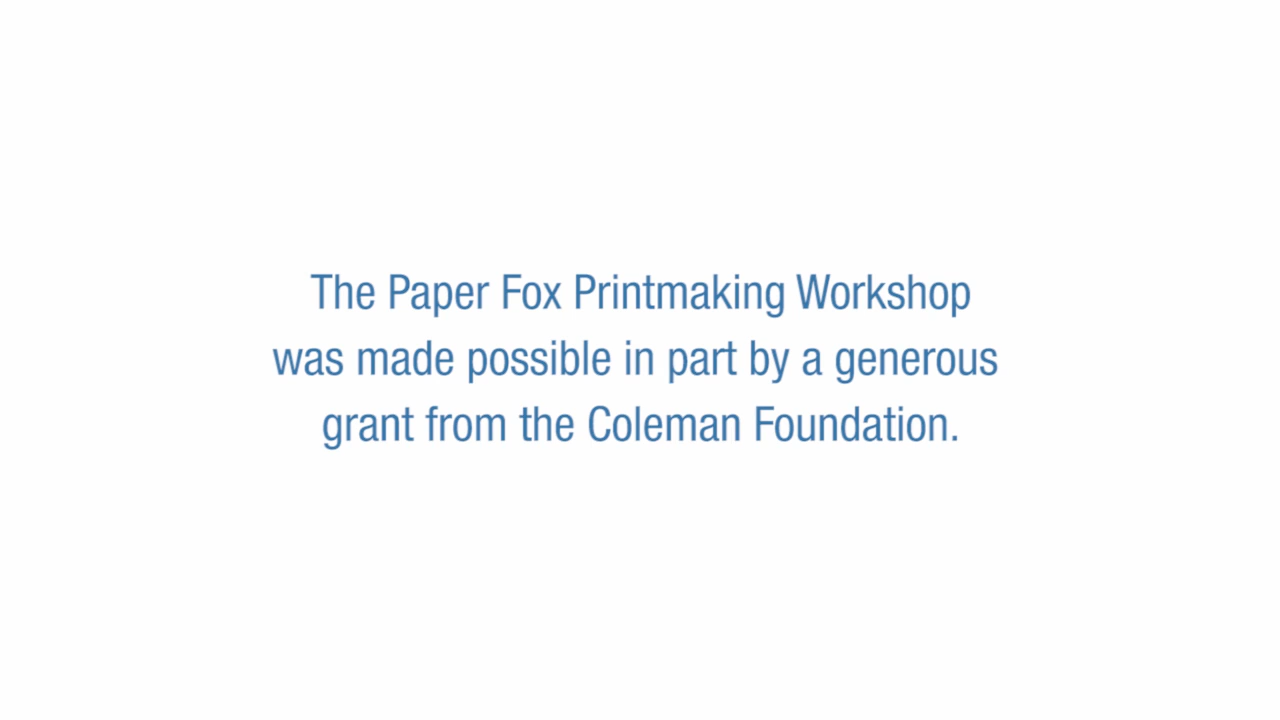 The Paper Fox Printmaking Workshop
was made possible in part by a generous
grant from the Coleman Foundation.